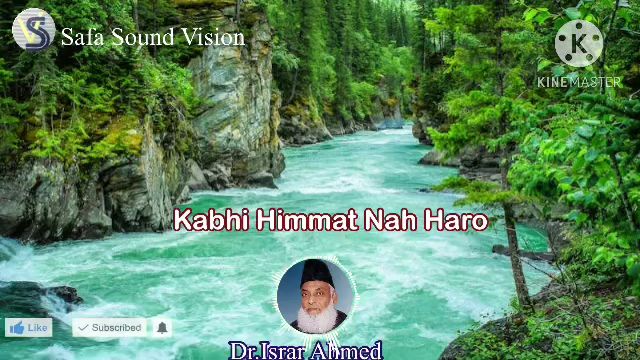 Safa Sound Vision
K
KINEMASTER
Kabhi Himmat Nah Haro
Like
Subscribed
Dr.Israr Ahmed